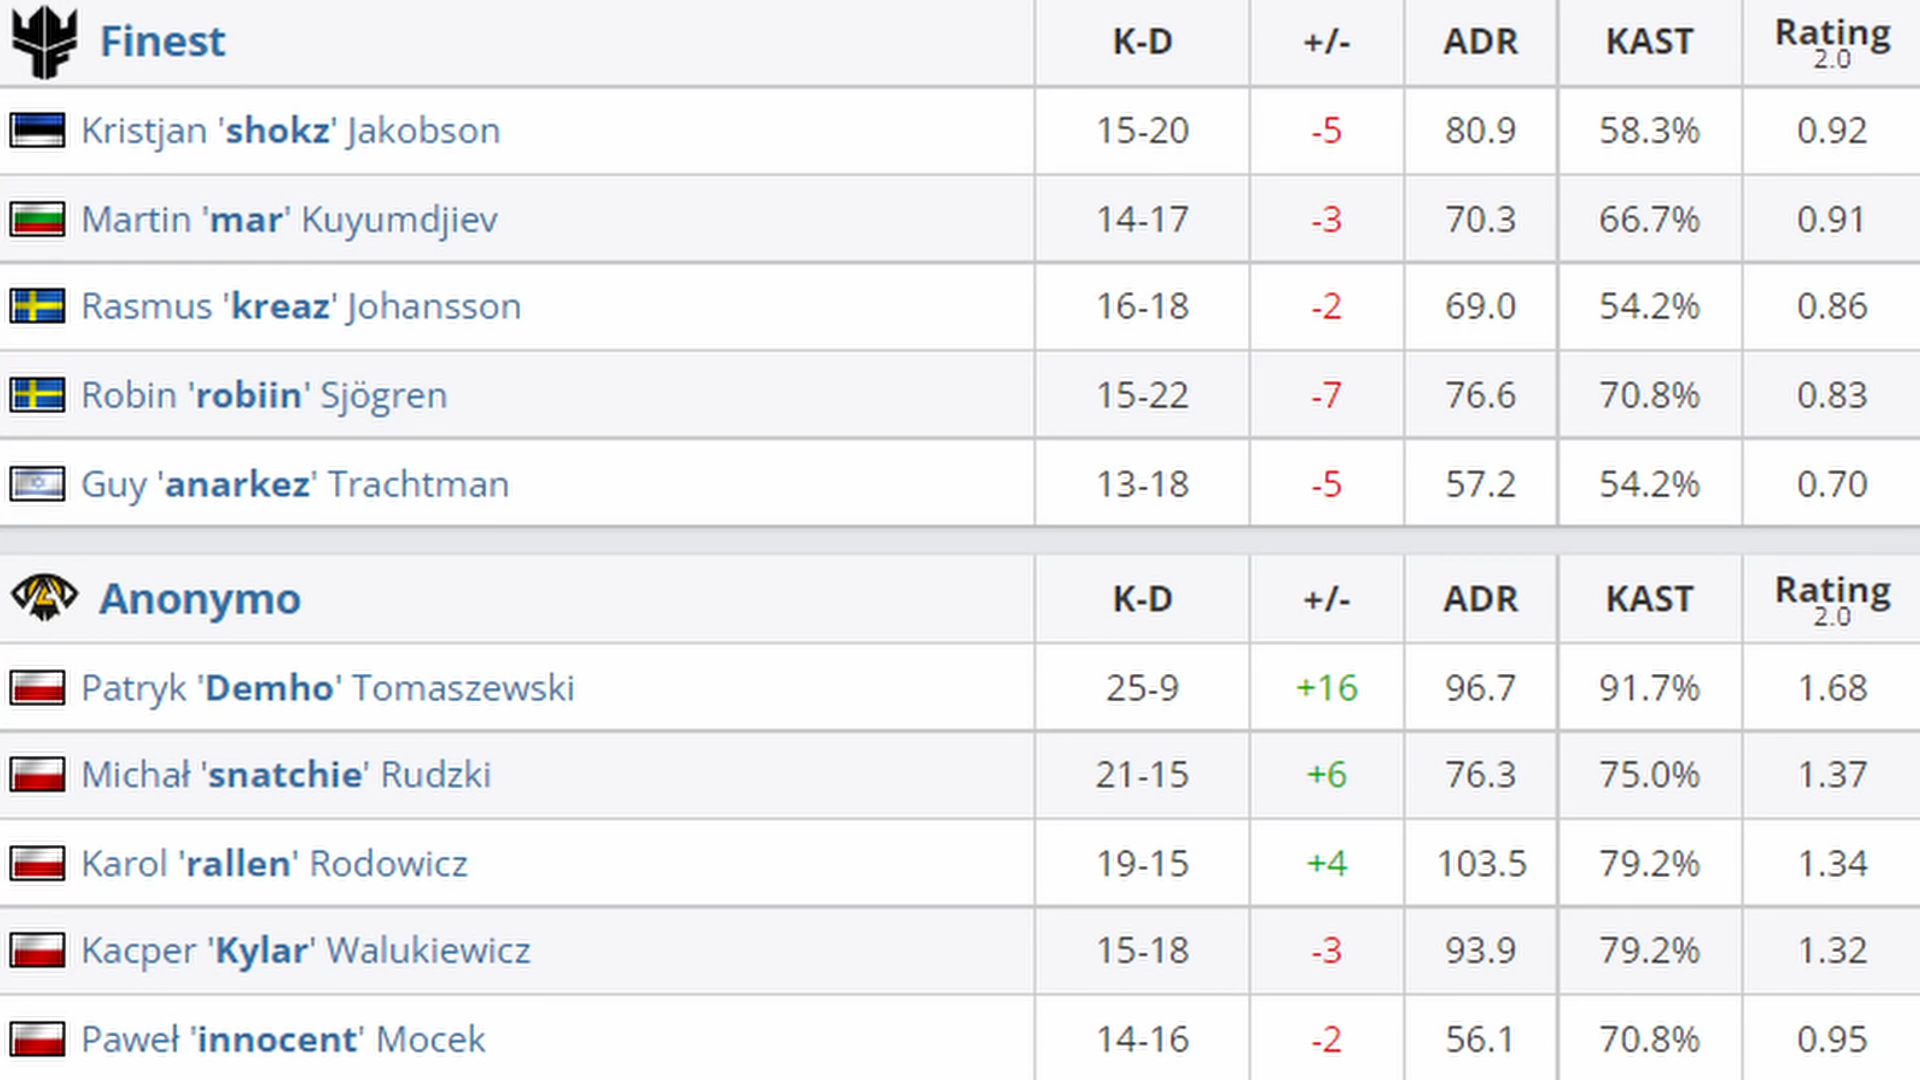 Finest K-D +/- ADR KAST Rating 2.0
Kristjan 'shokz' Jakobson 15-20 -5 80.9 58.3% 0.92
Martin 'mar' Kuyumdjiev 14-17 -3 70.3 66.7% 0.91
Rasmus 'kreaz' Johansson 16-18 -2 69.0 54.2% 0.86
Robin 'robiin' Sjögren 15-22 -7 76.6 70.8% 0.83
Guy 'anarkez' Trachtman 13-18 -5 57.2 54.2% 0.70
Anonymo K-D +/- ADR KAST Rating 2.0
Patryk 'Demho' Tomaszewski 25-9 +16 96.7 91.7% 1.68
Michał 'snatchie' Rudzki 21-15 +6 76.3 75.0% 1.37
Karol 'rallen' Rodowicz 19-15 +4 103.5 79.2% 1.34
Kacper 'Kylar' Walukiewicz 15-18 -3 93.9 79.2% 1.32
Paweł 'innocent' Mocek 14-16 -2 56.1 70.8% 0.95